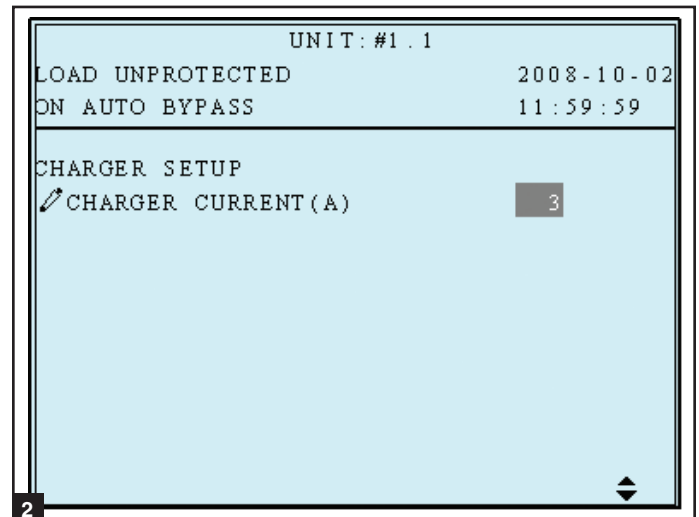 UNIT:#1.1
LOAD UNPROTECTED 2008-10-02
ON AUTO BYPASS 11:59:59
CHARGER SETUP
CHARGER CURRENT(A) 3
2